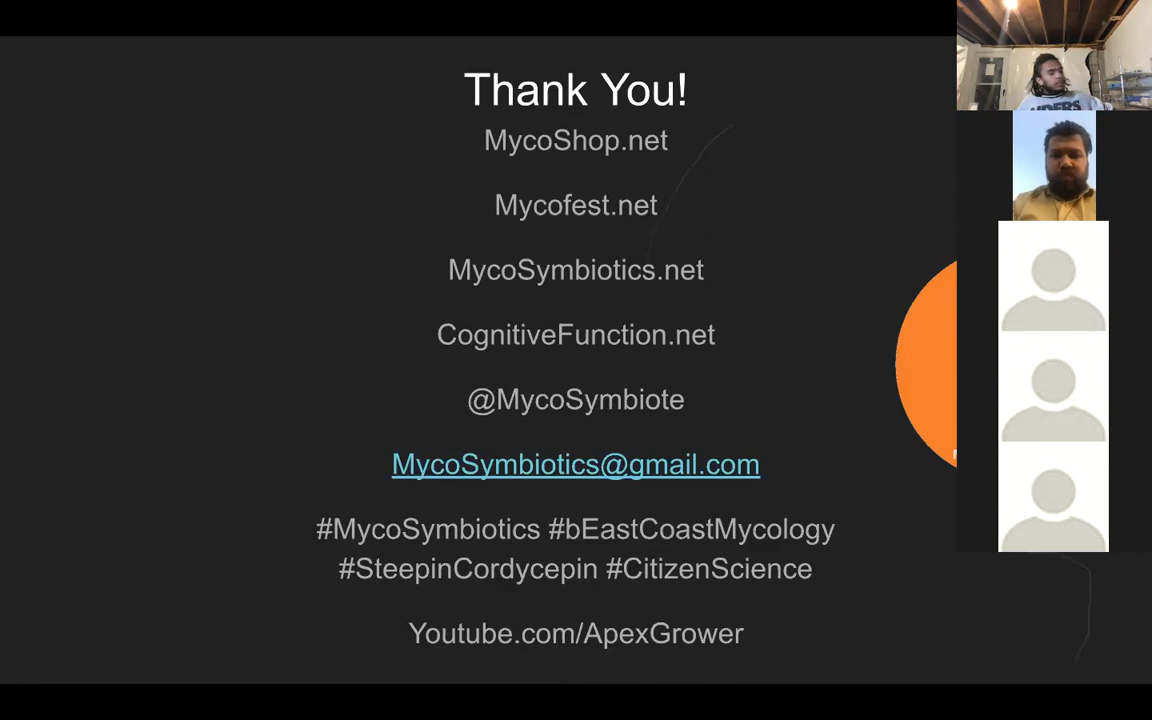 Thank You!
MycoShop.net
Mycofest.net
MycoSymbiotics.net
CognitiveFunction.net
@MycoSymbiote
MycoSymbiotics@gmail.com
#MycoSymbiotics #bEastCoastMycology
#SteepinCordycepin #CitizenScience
Youtube.com/ApexGrower